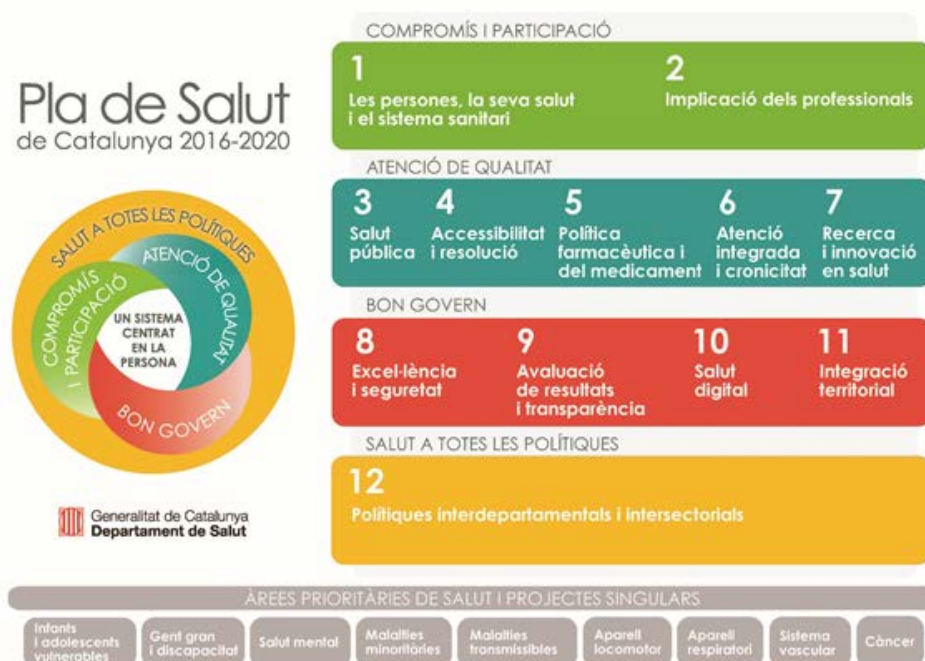 Pla de Salut
de Catalunya 2016-2020
SALUT A TOTES LES POLÍTIQUES
ATENCIÓ DE QUALITAT
COMPROMÍS
I PARTICIPACIÓ
BON GOVERN
UN SISTEMA
CENTRAT
EN LA
PERSONA
Generalitat de Catalunya
Departament de Salut
COMPROMÍS I PARTICIPACIÓ
1
Les persones, la seva salut
i el sistema sanitari
2
Implicació dels professionals
ATENCIÓ DE QUALITAT
3
Salut
pública
4
Accessibilitat
i resolució
5
Política
farmacèutica i
del medicament
6
Atenció
integrada
i cronicitat
7
Recerca
i innovació
en salut
BON GOVERN
8
Excel·lència
i seguretat
9
Avaluació
de resultats
i transparència
10
Salut
digital
11
Integració
territorial
SALUT A TOTES LES POLÍTIQUES
12
Polítiques interdepartamentals i intersectorials
ÀREES PRIORITÀRIES DE SALUT I PROJECTES SINGULARS
Infants
i adolescents
vulnerables
Gent gran
i discapacitat
Salut mental
Malalties
minoritàries
Malalties
transmissibles
Aparell
locomotor
Aparell
respiratori
Sistema
vascular
Càncer